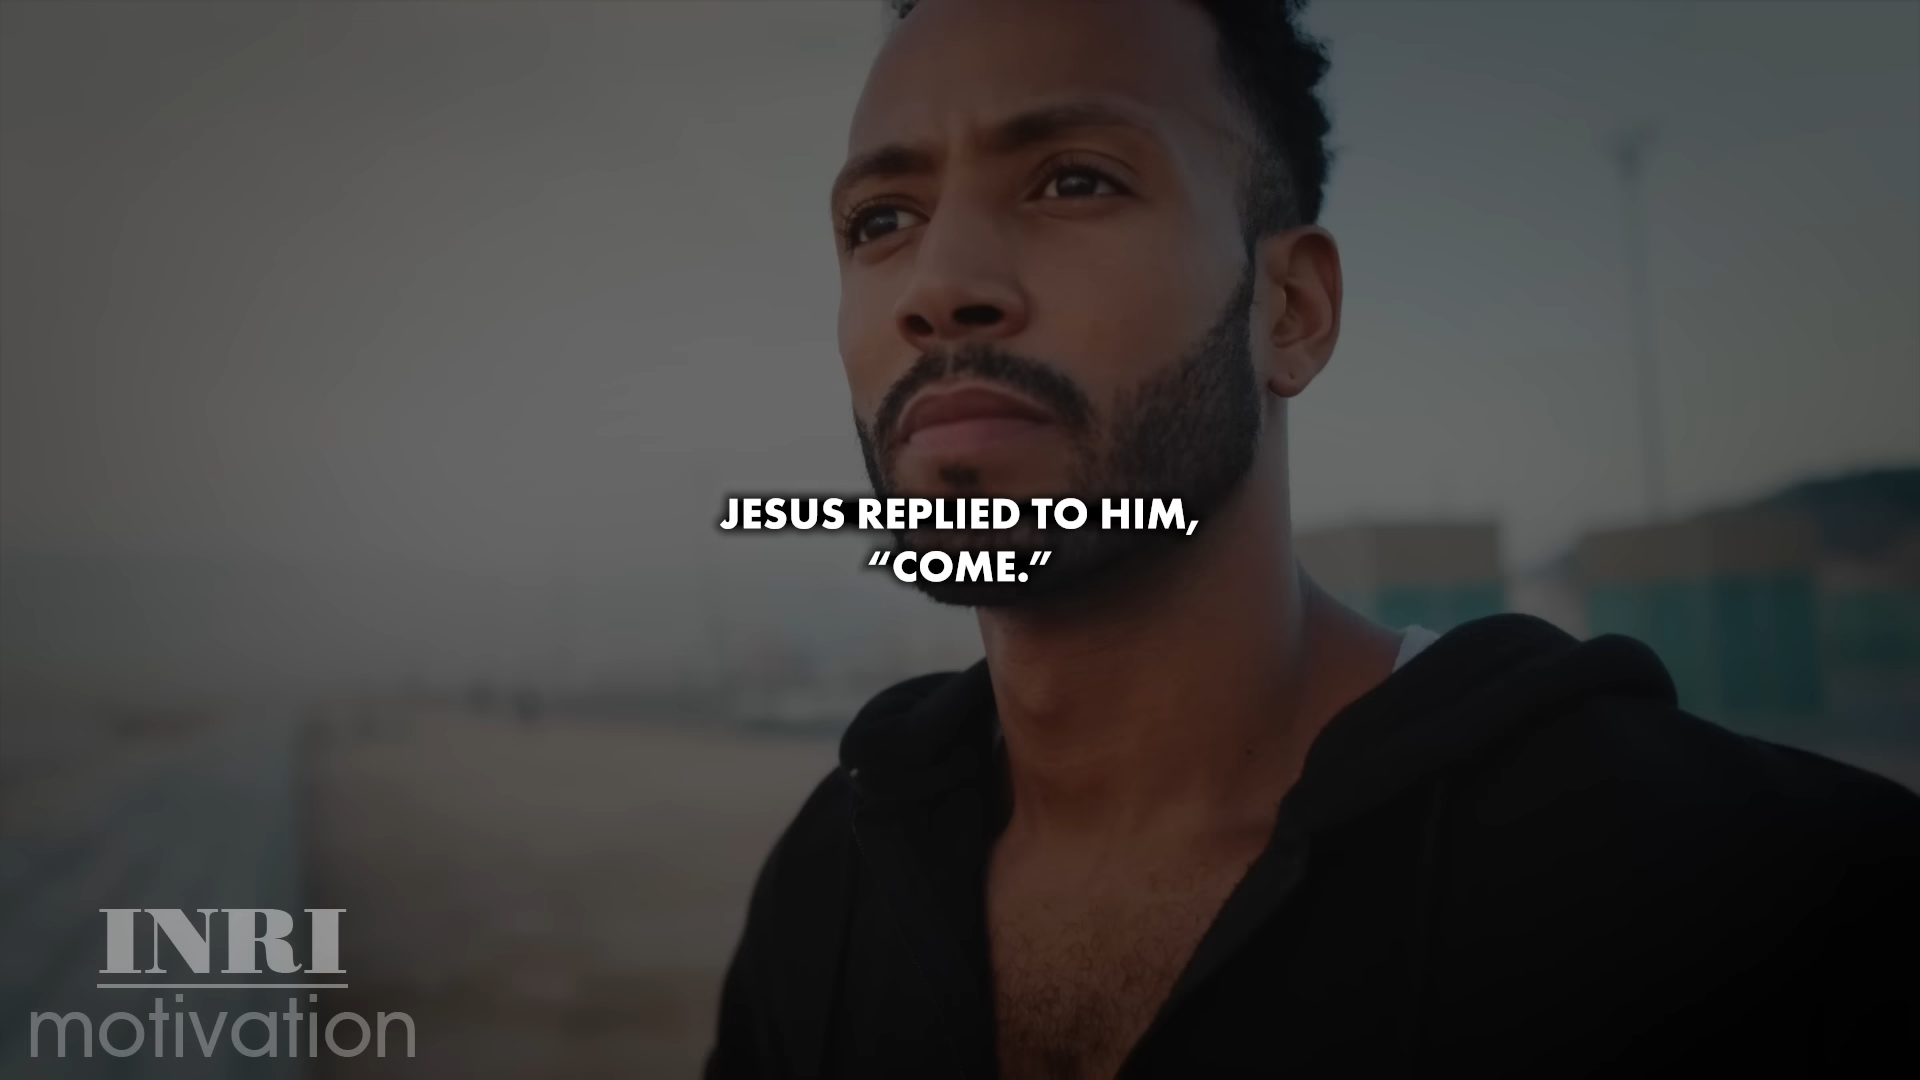 JESUS REPLIED TO HIM,
“COME.”
INRI
motivation